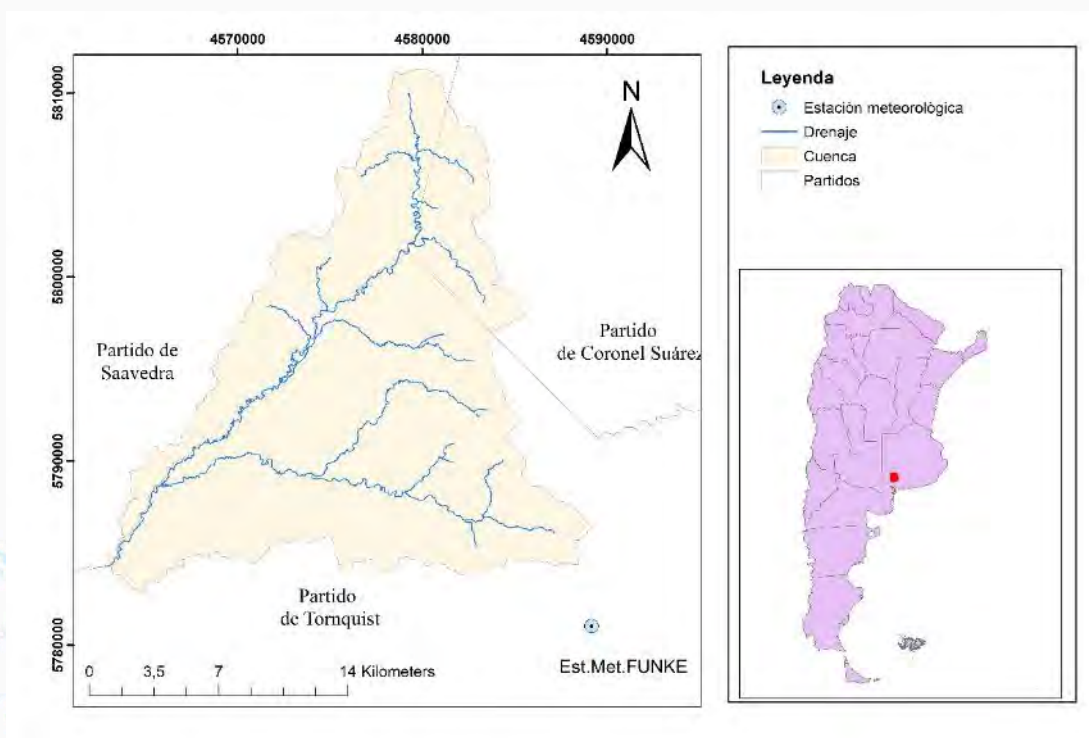 4570000 4580000 4590000
5810000
5800000
5790000
5780000
N
Partido de
Saavedra
Partido
de Coronel Suárez
Partido
de Tornquist
0 3,5 7 14 Kilometers
Est.Met.FUNKE
Leyenda
Estación meteorológica
Drenaje
Cuenca
Partidos